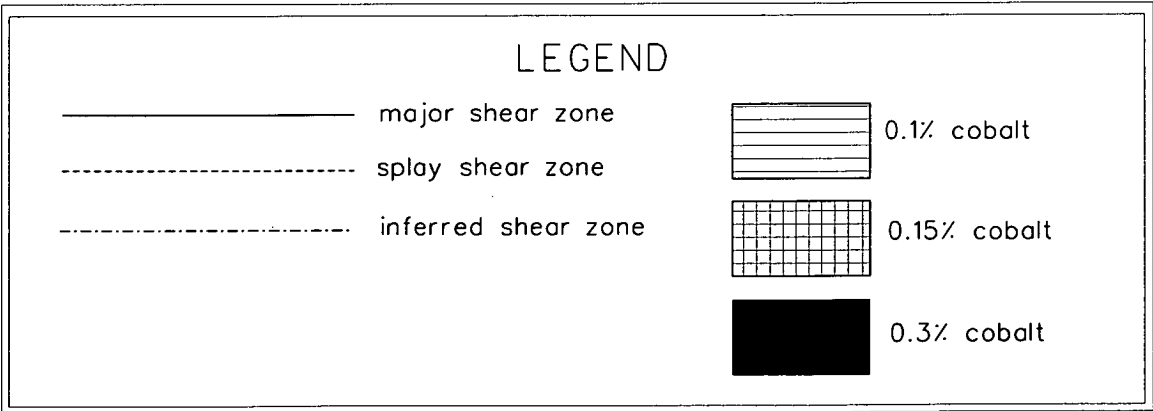 LEGEND
major shear zone
splay shear zone
inferred shear zone
0.1% cobalt
0.15% cobalt
0.3% cobalt